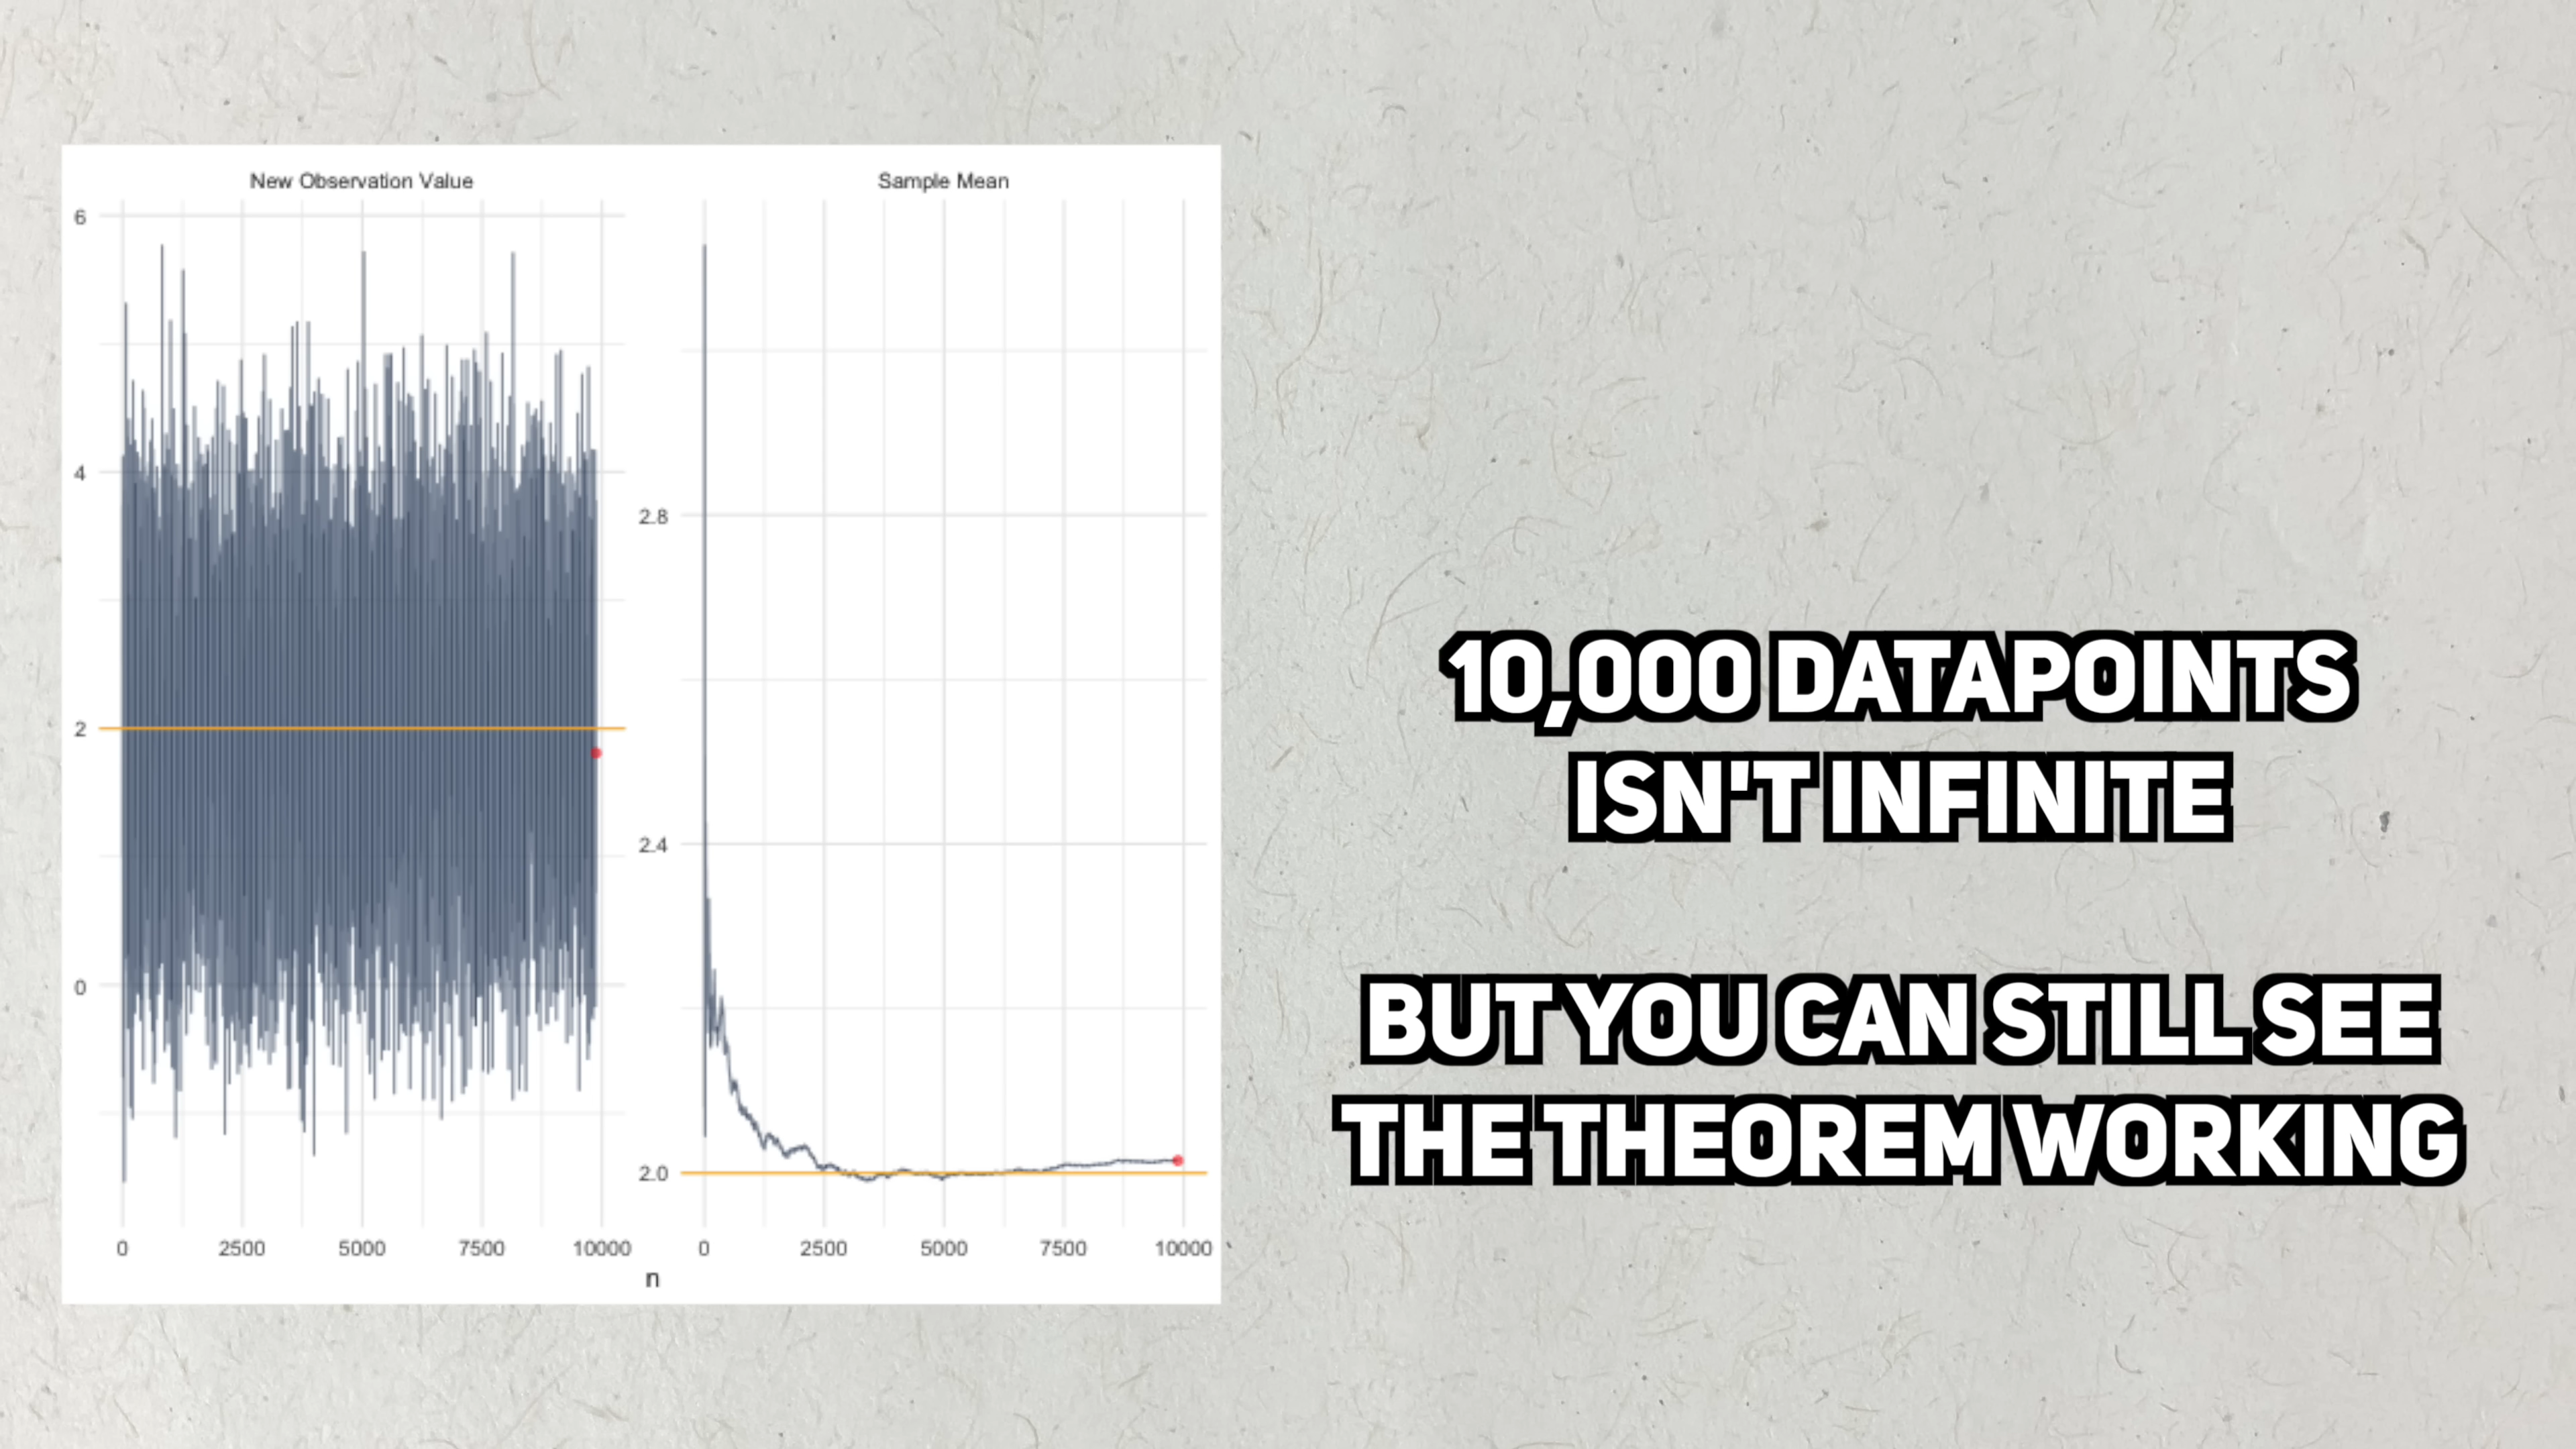 New Observation Value
Sample Mean
6
4
2
0
2.8
2.4
2.0
0 2500 5000 7500 10000
0 2500 5000 7500 10000
n
10,000 DATAPOINTS
ISN'T INFINITE
BUT YOU CAN STILL SEE
THE THEOREM WORKING